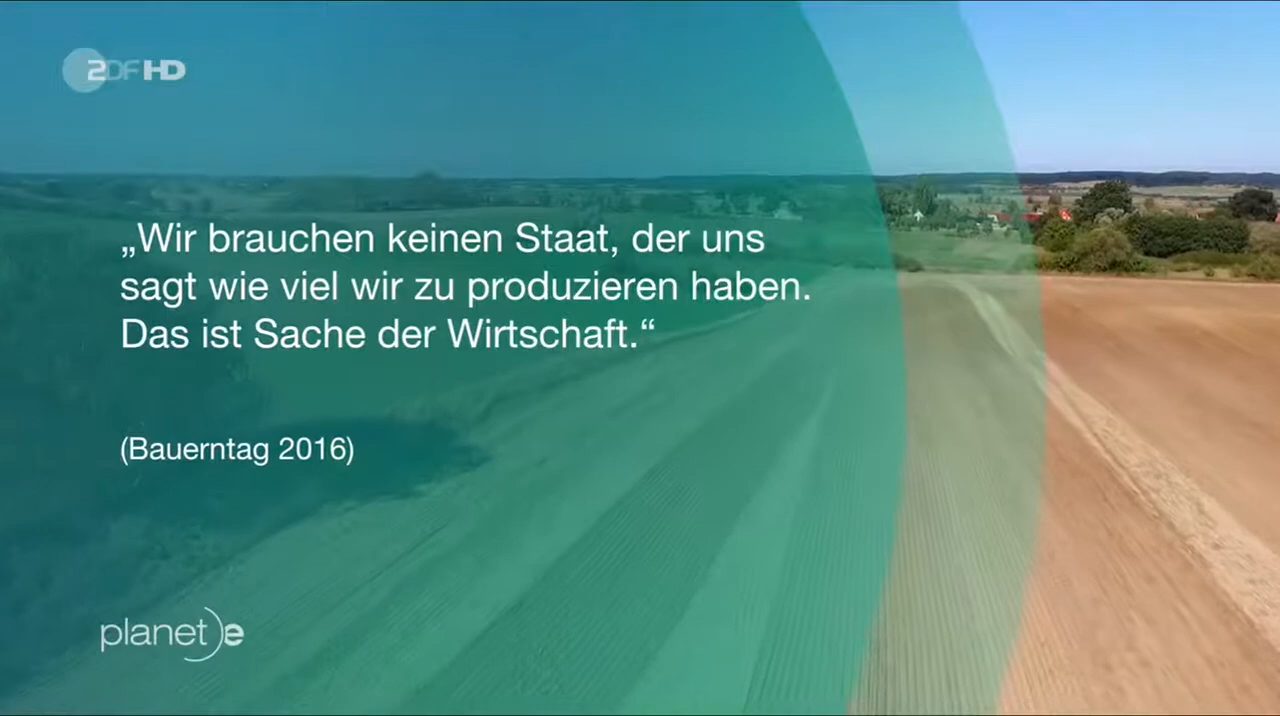 ZDF HD
„Wir brauchen keinen Staat, der uns
sagt wie viel wir zu produzieren haben.
Das ist Sache der Wirtschaft.“
(Bauerntag 2016)
planet e